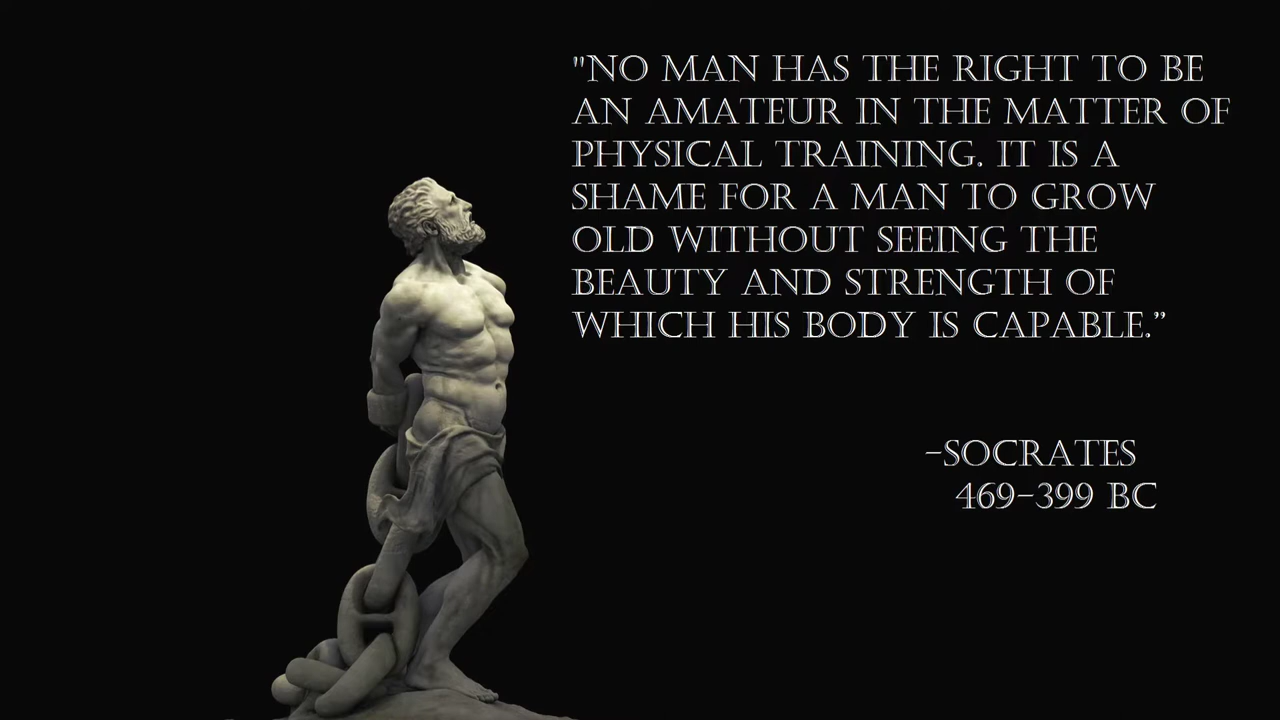 "NO MAN HAS THE RIGHT TO BE
AN AMATEUR IN THE MATTER OF
PHYSICAL TRAINING. IT IS A
SHAME FOR A MAN TO GROW
OLD WITHOUT SEEING THE
BEAUTY AND STRENGTH OF
WHICH HIS BODY IS CAPABLE.”
-SOCRATES
469-399 BC